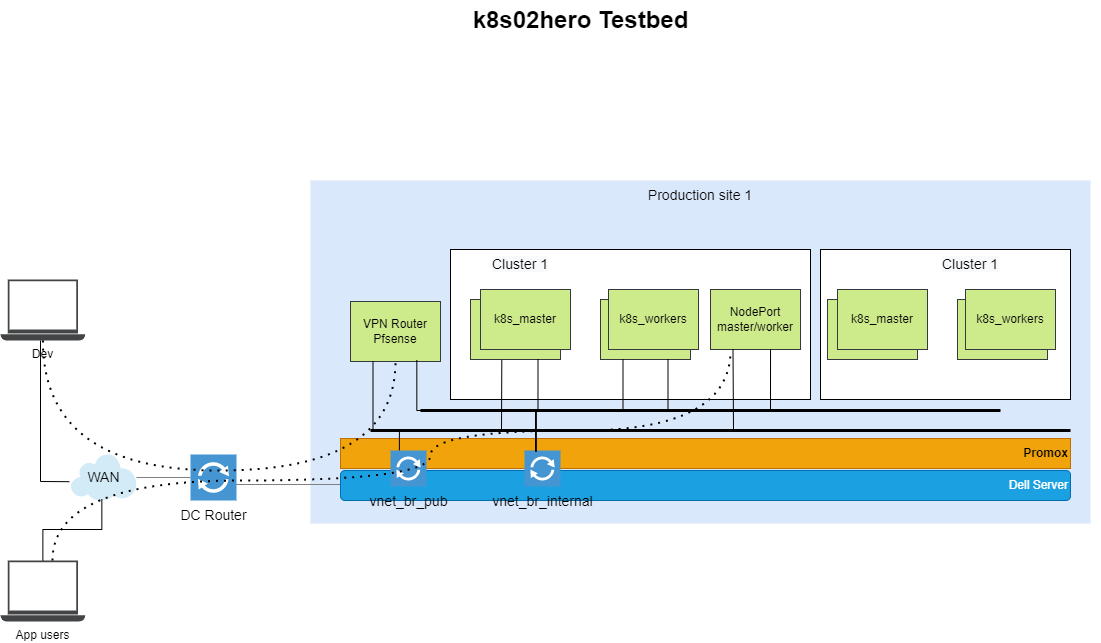 k8s02hero Testbed
Production site 1
Cluster 1
Cluster 1
k8s_master
k8s_workers
NodePort
master/worker
k8s_master
k8s_workers
VPN Router
Pfsense
Dev
Promox
WAN
Dell Server
vnet_br_pub
vnet_br_internal
DC Router
App users